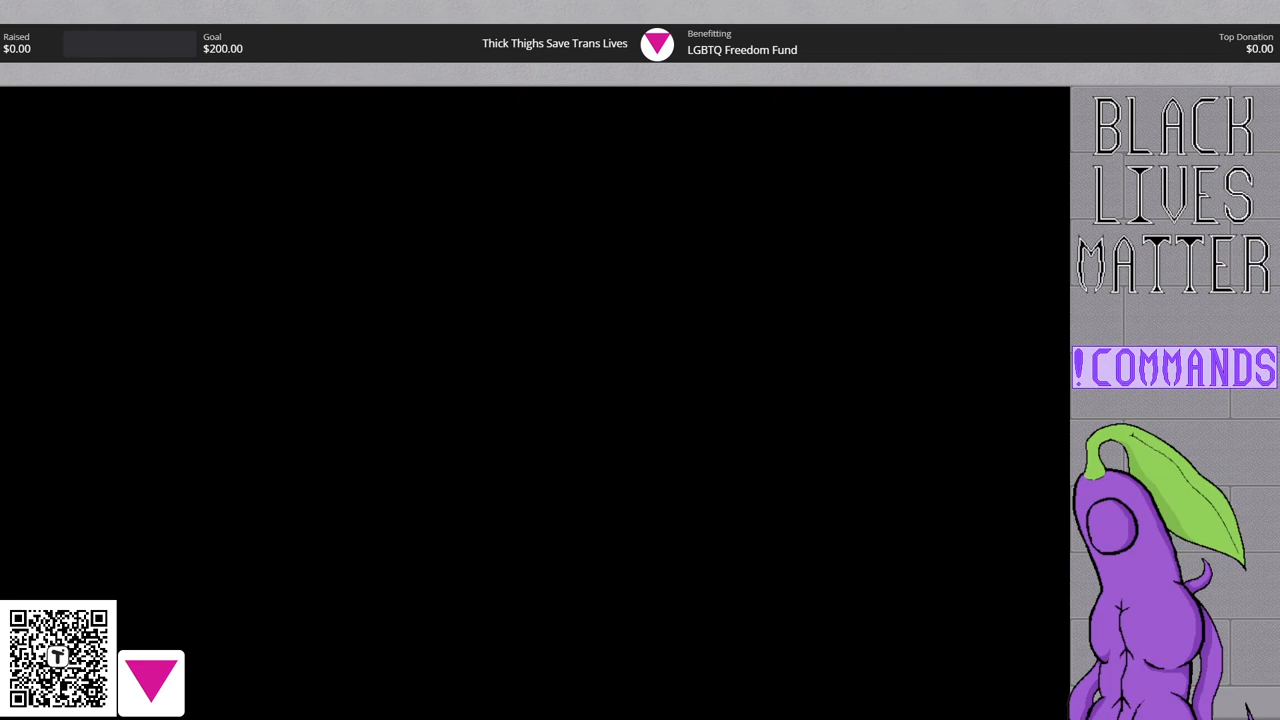 Raised
$0.00
Goal
$200.00
Thick Thighs Save Trans Lives
Benefitting
LGBTQ Freedom Fund
Top Donation
$0.00
BLACK
LIVES
MATTER
!COMMANDS
T